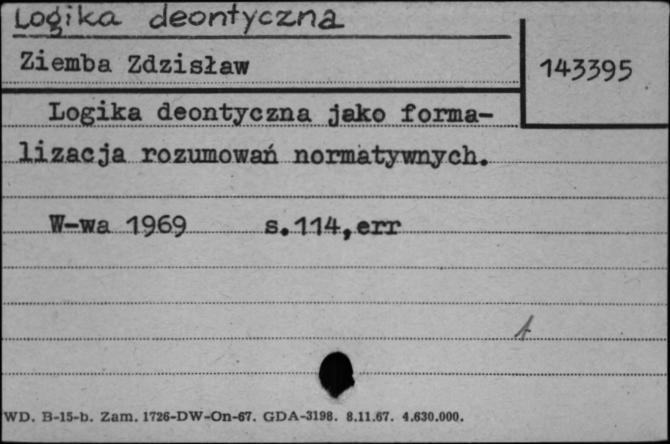 Logika deontyczna
Ziemba Zdzisław
143395
Logika deontyczna jako forma-
lizacja rozumowań normatywnych.
W-wa 1969 s.114,err
1
WD. B-15-b. Zam. 1726-DW-On-67. GDA-3198. 8.11.67. 4.630.000.